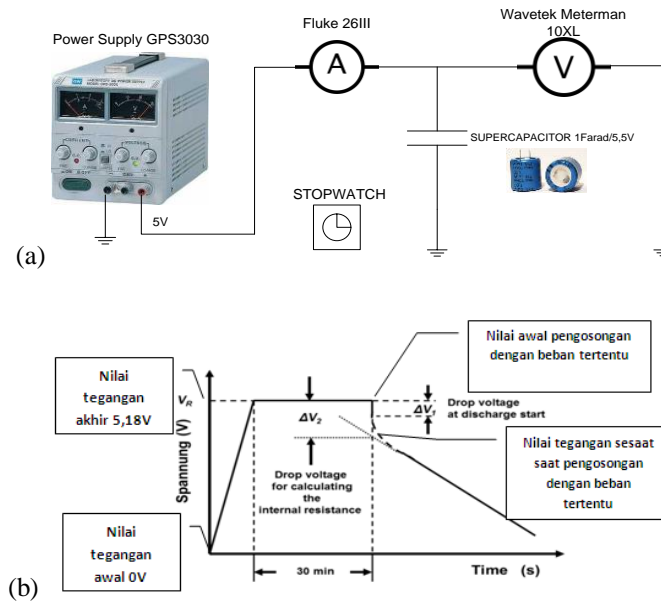 Power Supply GPS3030
Fluke 26III
Wavetek Meterman
10XL
A
V
SUPERCAPACITOR 1Farad/5,5V
STOPWATCH
5V
(a)
Nilai
tegangan
akhir 5,18V
Nilai awal pengosongan
dengan beban tertentu
V_R
ΔV₂
ΔV₁
Drop voltage
at discharge start
Spannung (V)
Drop voltage
for calculating
the
internal resistance
Nilai tegangan sesaat
saat pengosongan
dengan beban
tertentu
Nilai
tegangan
awal 0V
30 min
Time (s)
(b)